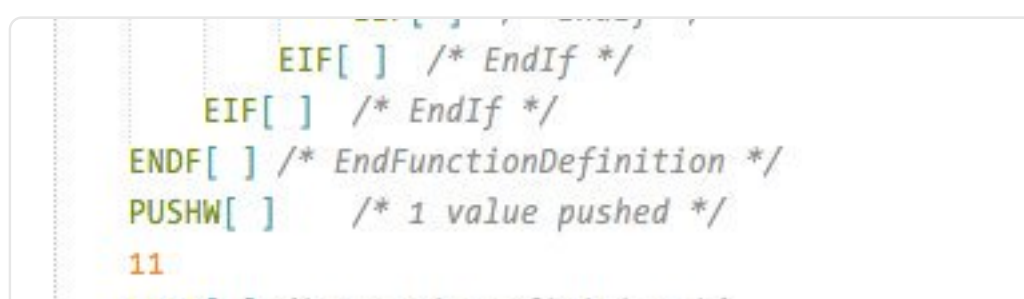 EIF[ ]  /* EndIf */
EIF[ ]  /* EndIf */
ENDF[ ] /* EndFunctionDefinition */
PUSHW[ ]    /* 1 value pushed */
11